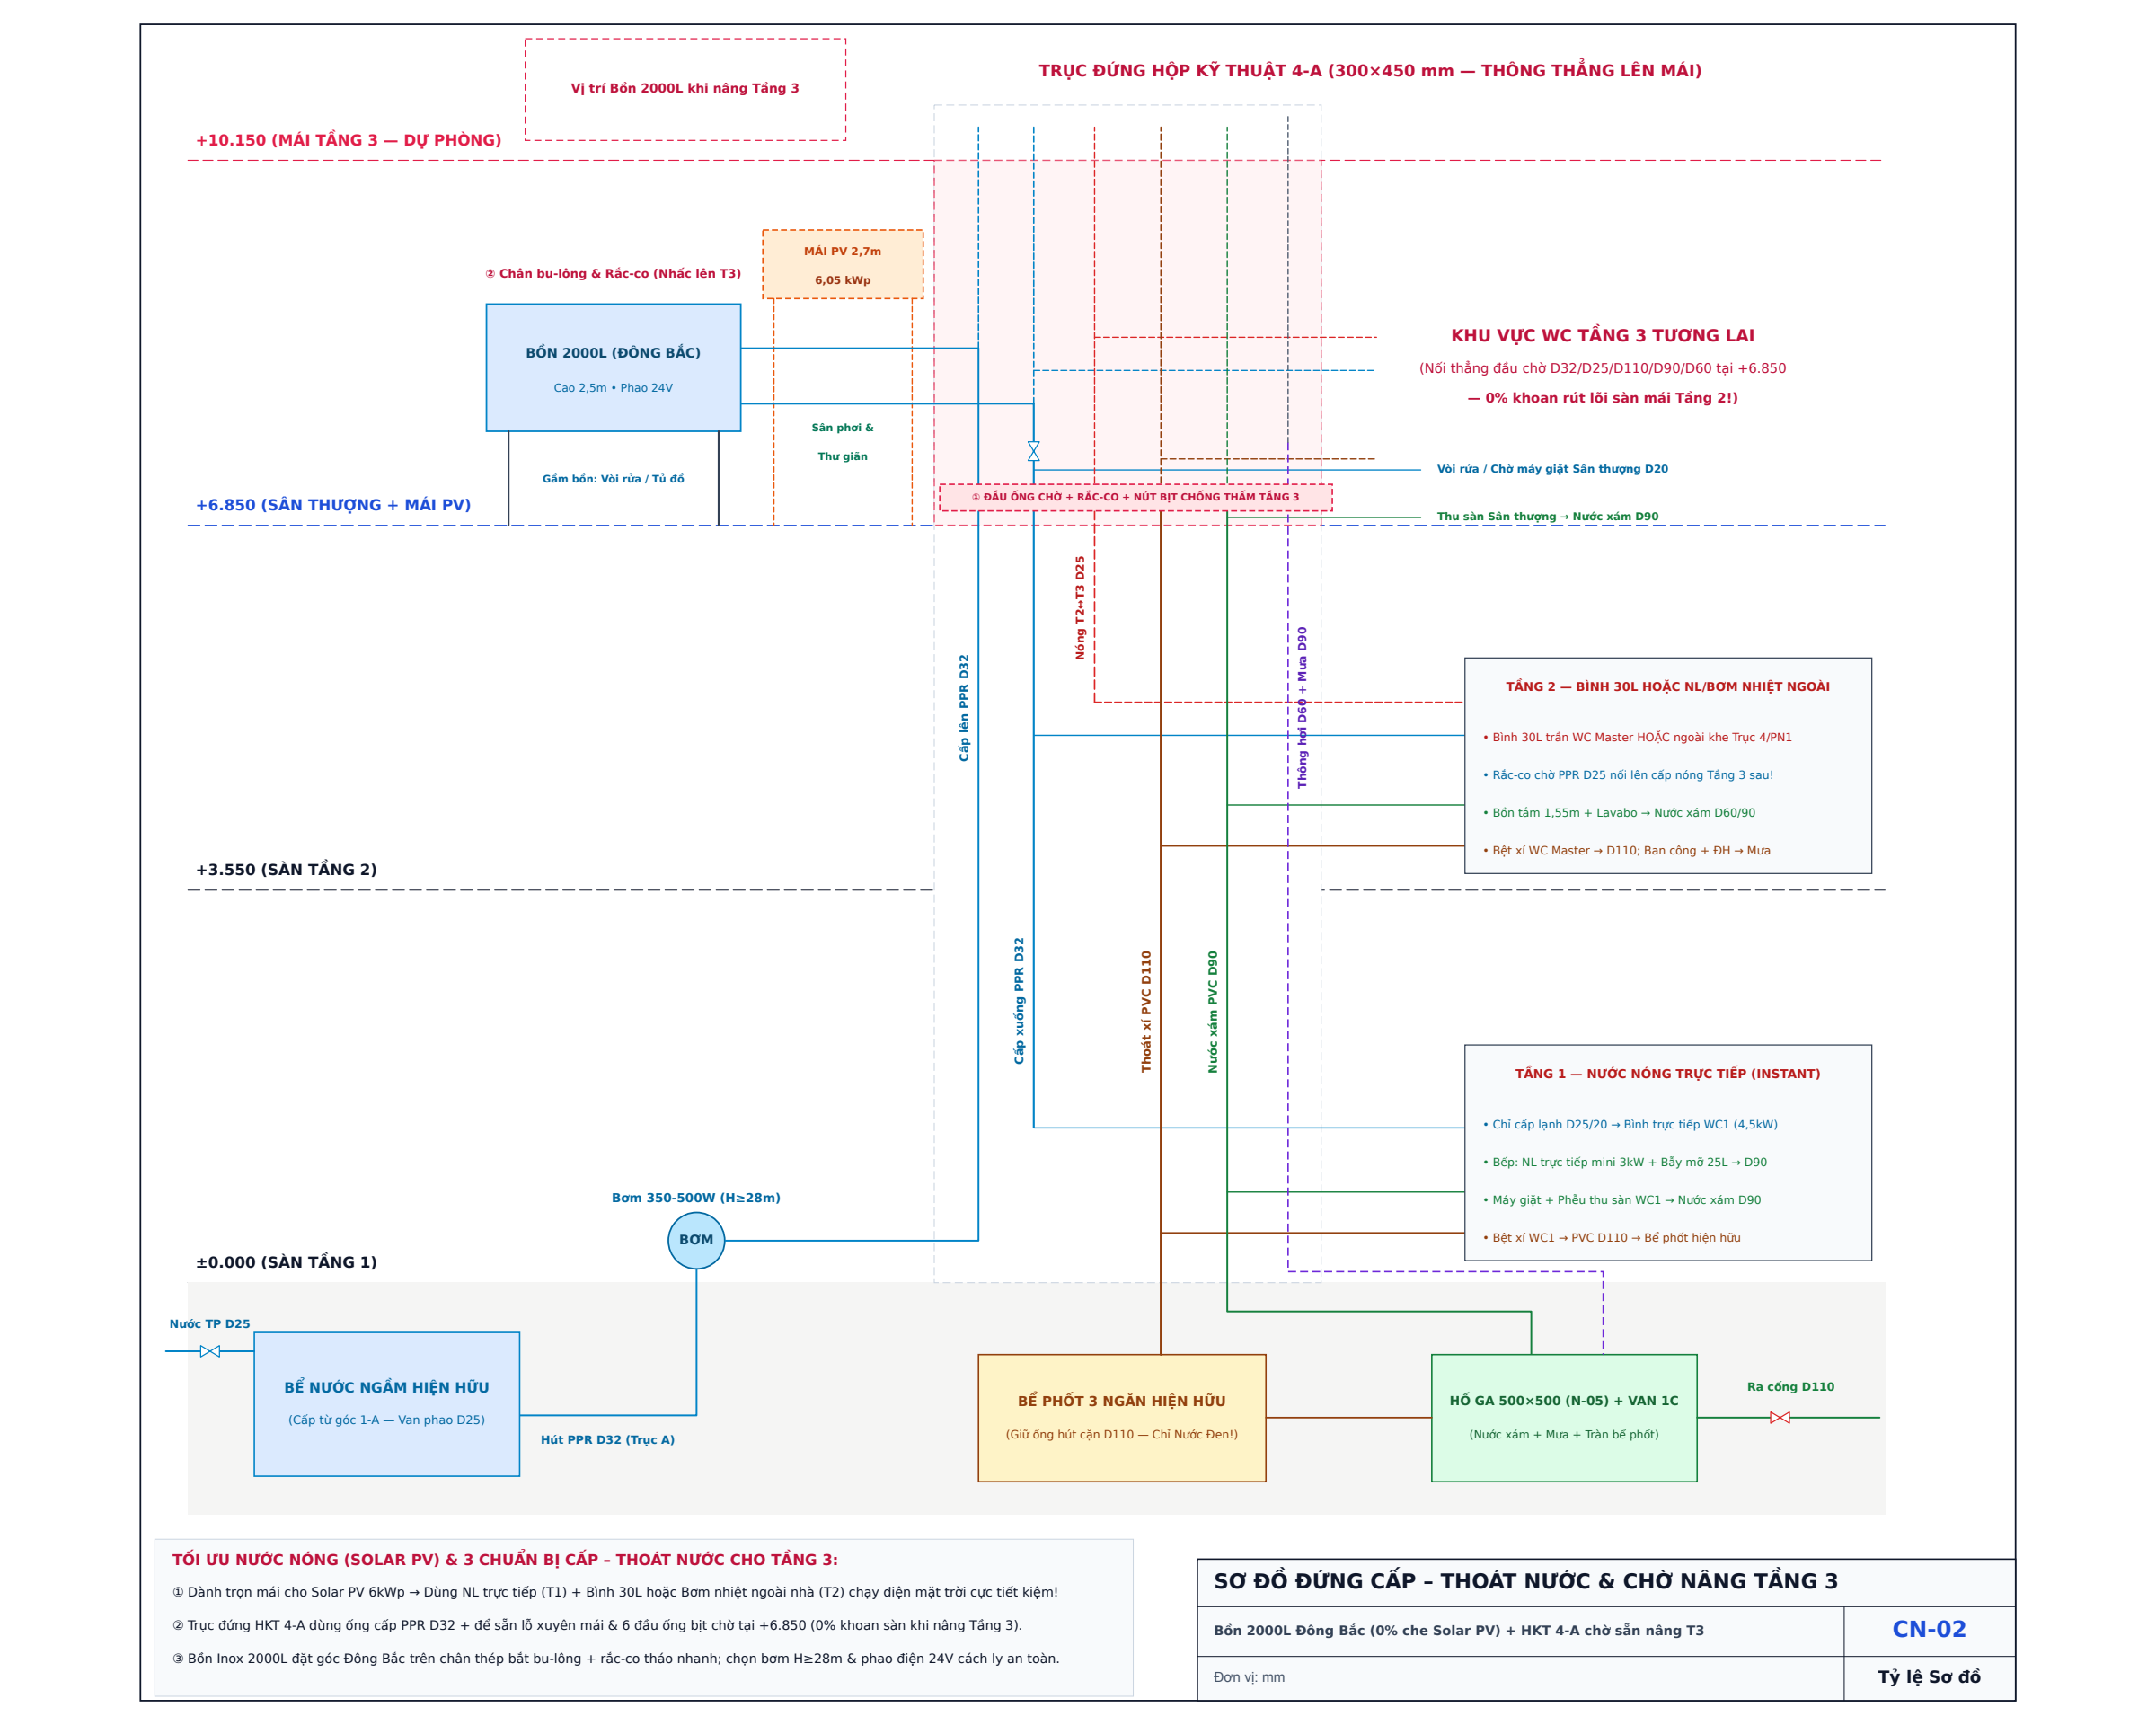 Vị trí Bồn 2000L khi nâng Tầng 3
TRỤC ĐỨNG HỘP KỸ THUẬT 4-A (300×450 mm — THÔNG THẲNG LÊN MÁI)
+10.150 (MÁI TẦNG 3 — DỰ PHÒNG)
② Chân bu-lông & Rắc-co (Nhấc lên T3)
MÁI PV 2,7m
6,05 kWp
BỒN 2000L (ĐÔNG BẮC)
Cao 2,5m • Phao 24V
Sân phơi &
Thư giãn
Gầm bồn: Vòi rửa / Tủ đồ
KHU VỰC WC TẦNG 3 TƯƠNG LAI
(Nối thẳng đầu chờ D32/D25/D110/D90/D60 tại +6.850
— 0% khoan rút lõi sàn mái Tầng 2!)
Vòi rửa / Chờ máy giặt Sân thượng D20
+6.850 (SÂN THƯỢNG + MÁI PV)
① ĐẦU ỐNG CHỜ + RẮC-CO + NÚT BỊT CHỐNG THẤM TẦNG 3
Thu sàn Sân thượng → Nước xám D90
Nóng T2↔T3 D25
Cấp lên PPR D32
Thông hơi D60 + Mưa D90
TẦNG 2 — BÌNH 30L HOẶC NL/BƠM NHIỆT NGOÀI
• Bình 30L trần WC Master HOẶC ngoài khe Trục 4/PN1
• Rắc-co chờ PPR D25 nối lên cấp nóng Tầng 3 sau!
• Bồn tắm 1,55m + Lavabo → Nước xám D60/90
• Bệt xí WC Master → D110; Ban công + ĐH → Mưa
+3.550 (SÀN TẦNG 2)
Cấp xuống PPR D32
Thoát xí PVC D110
Nước xám PVC D90
TẦNG 1 — NƯỚC NÓNG TRỰC TIẾP (INSTANT)
• Chỉ cấp lạnh D25/20 → Bình trực tiếp WC1 (4,5kW)
• Bếp: NL trực tiếp mini 3kW + Bẫy mỡ 25L → D90
• Máy giặt + Phễu thu sàn WC1 → Nước xám D90
• Bệt xí WC1 → PVC D110 → Bể phốt hiện hữu
Bơm 350-500W (H≥28m)
BƠM
±0.000 (SÀN TẦNG 1)
Nước TP D25
BỂ NƯỚC NGẦM HIỆN HỮU
(Cấp từ góc 1-A — Van phao D25)
Hút PPR D32 (Trục A)
BỂ PHỐT 3 NGĂN HIỆN HỮU
(Giữ ống hút cặn D110 — Chỉ Nước Đen!)
HỐ GA 500×500 (N-05) + VAN 1C
(Nước xám + Mưa + Tràn bể phốt)
Ra cống D110
TỐI ƯU NƯỚC NÓNG (SOLAR PV) & 3 CHUẨN BỊ CẤP – THOÁT NƯỚC CHO TẦNG 3:
① Dành trọn mái cho Solar PV 6kWp → Dùng NL trực tiếp (T1) + Bình 30L hoặc Bơm nhiệt ngoài nhà (T2) chạy điện mặt trời cực tiết kiệm!
② Trục đứng HKT 4-A dùng ống cấp PPR D32 + để sẵn lỗ xuyên mái & 6 đầu ống bịt chờ tại +6.850 (0% khoan sàn khi nâng Tầng 3).
③ Bồn Inox 2000L đặt góc Đông Bắc trên chân thép bắt bu-lông + rắc-co tháo nhanh; chọn bơm H≥28m & phao điện 24V cách ly an toàn.
SƠ ĐỒ ĐỨNG CẤP – THOÁT NƯỚC & CHỜ NÂNG TẦNG 3
Bồn 2000L Đông Bắc (0% che Solar PV) + HKT 4-A chờ sẵn nâng T3
CN-02
Đơn vị: mm
Tỷ lệ Sơ đồ